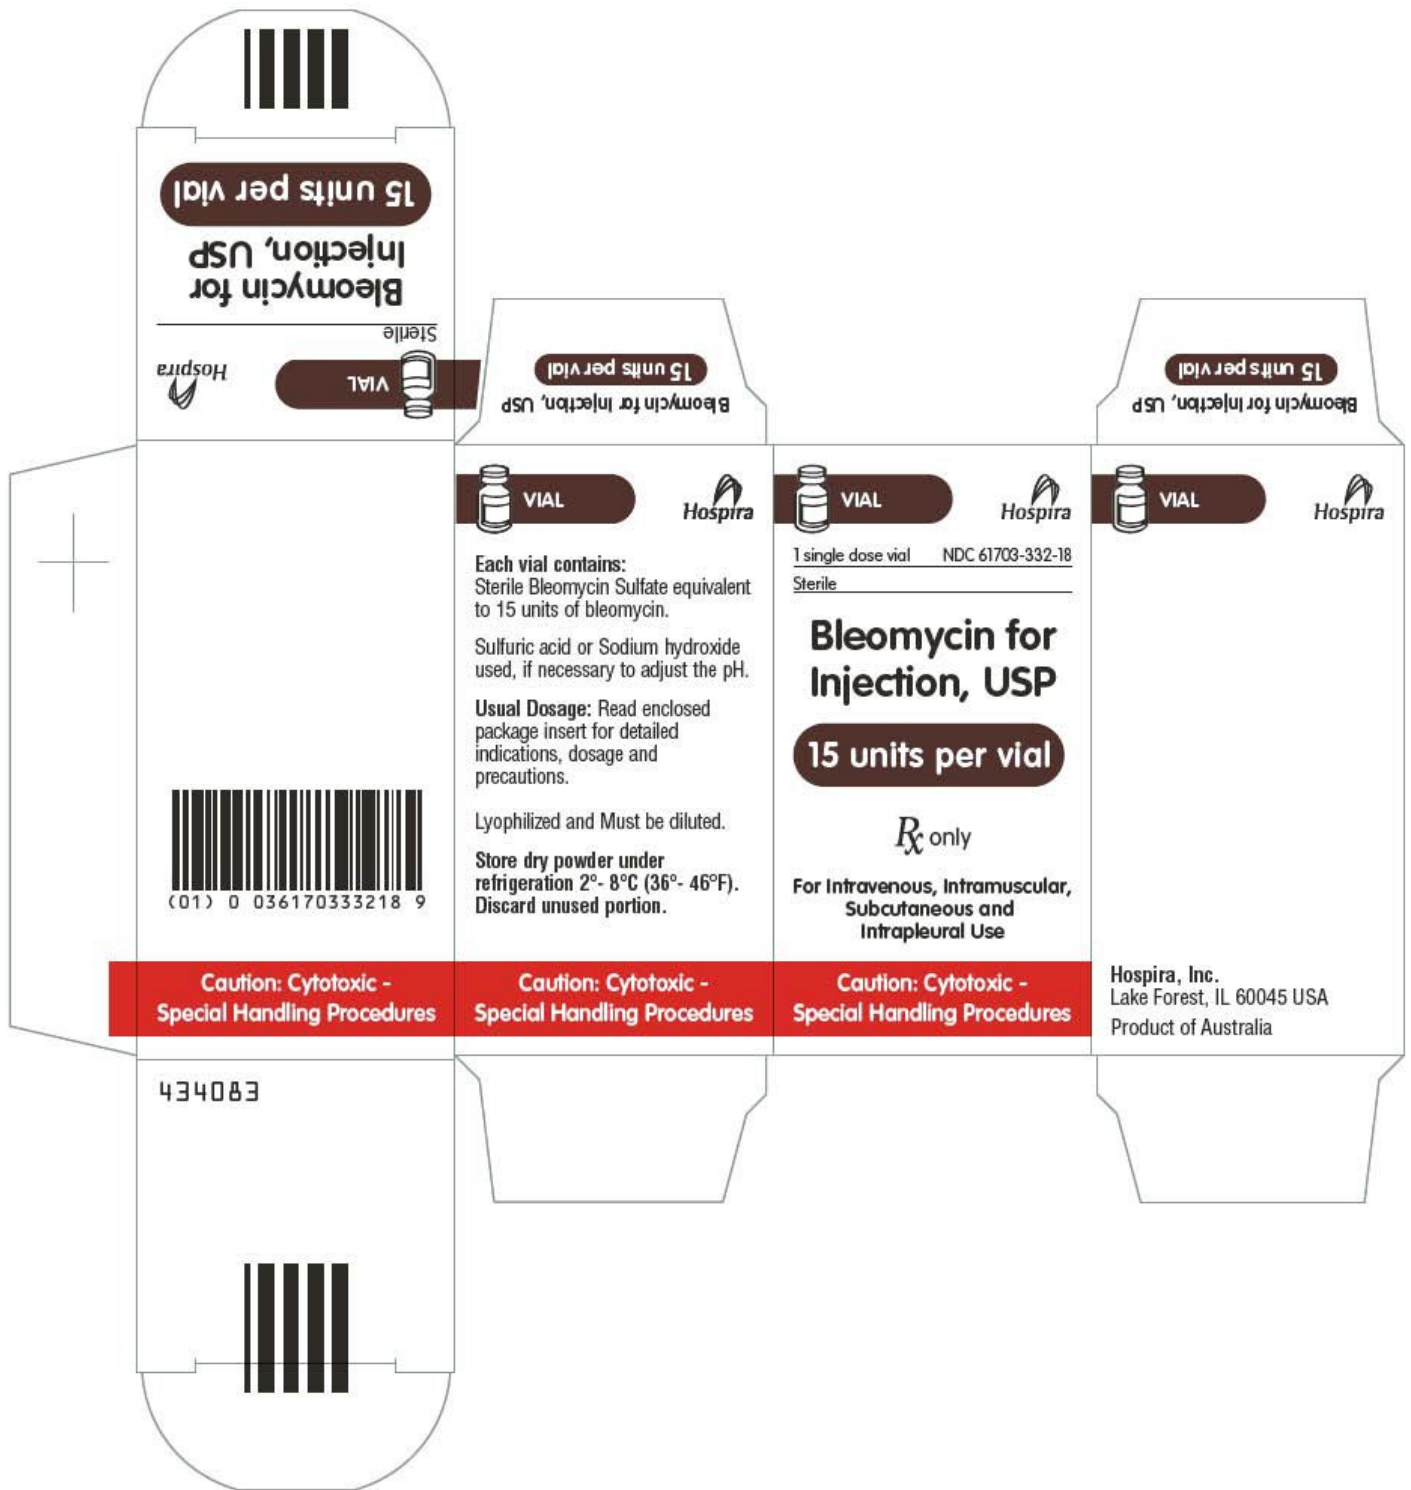 15 units per vial
Bleomycin for
Injection, USP
Sterile
VIAL
Hospira
15 units per vial
Bleomycin for Injection, USP
15 units per vial
Bleomycin for Injection, USP
(01) 0 036170333218 9
Caution: Cytotoxic -
Special Handling Procedures
434083
VIAL
Hospira
Each vial contains:
Sterile Bleomycin Sulfate equivalent
to 15 units of bleomycin.
Sulfuric acid or Sodium hydroxide
used, if necessary to adjust the pH.
Usual Dosage: Read enclosed
package insert for detailed
indications, dosage and
precautions.
Lyophilized and Must be diluted.
Store dry powder under
refrigeration 2°- 8°C (36°- 46°F).
Discard unused portion.
Caution: Cytotoxic -
Special Handling Procedures
VIAL
Hospira
1 single dose vial NDC 61703-332-18
Sterile
Bleomycin for
Injection, USP
15 units per vial
Rx only
For Intravenous, Intramuscular,
Subcutaneous and
Intrapleural Use
Caution: Cytotoxic -
Special Handling Procedures
VIAL
Hospira
Hospira, Inc.
Lake Forest, IL 60045 USA
Product of Australia